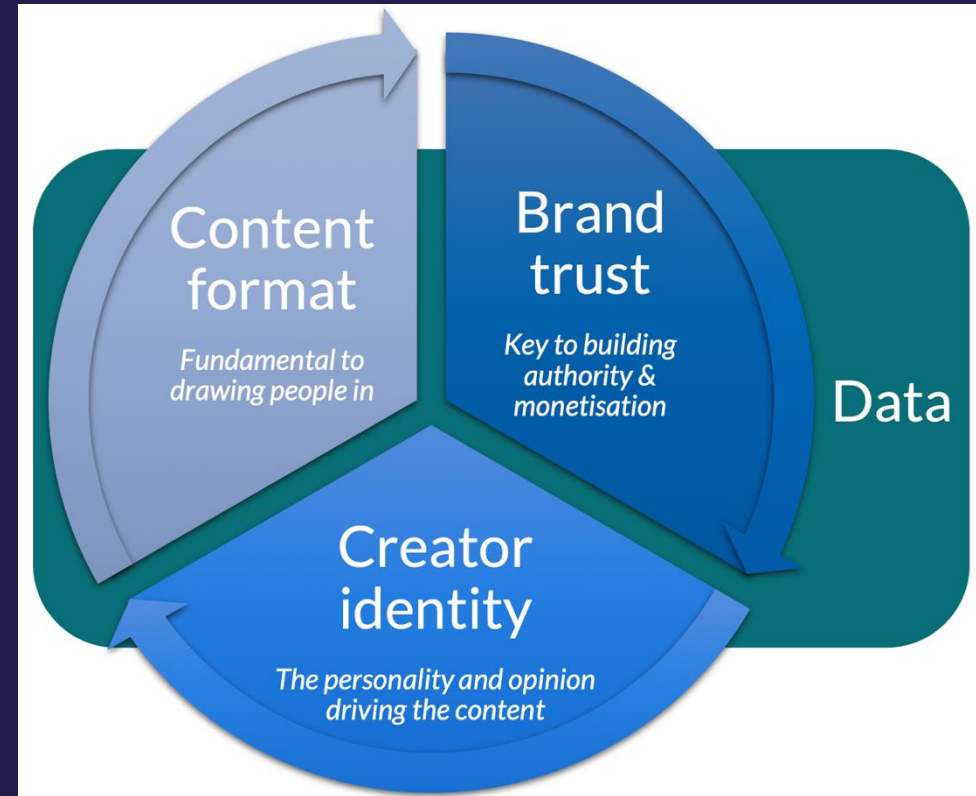 Content
format
Fundamental to
drawing people in
Brand
trust
Key to building
authority &
monetisation
Data
Creator
identity
The personality and opinion
driving the content